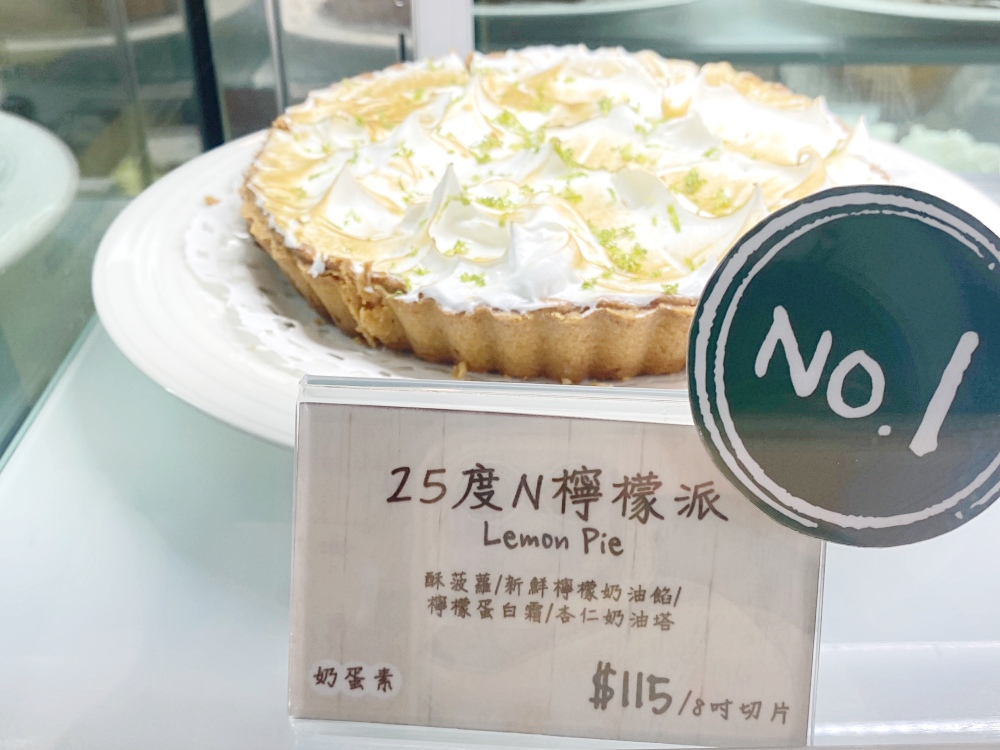 NO.1
25度N檸檬派
Lemon Pie
酥菠蘿/新鮮檸檬奶油餡/
檸檬蛋白霜/杏仁奶油塔
奶蛋素
$115/8吋切片